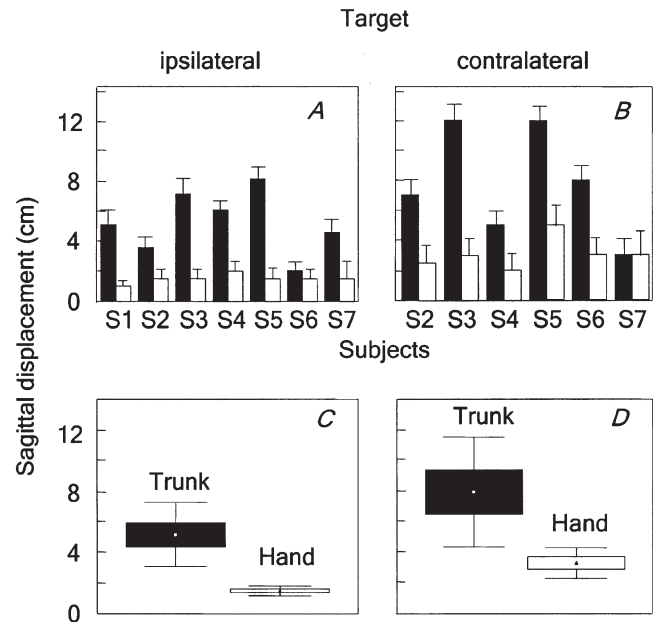 Target
ipsilateral contralateral
A B
12
8
4
0
S1 S2 S3 S4 S5 S6 S7 S2 S3 S4 S5 S6 S7
Subjects
Sagittal displacement (cm)
C D
12
8
4
0
Trunk
Hand
Trunk
Hand